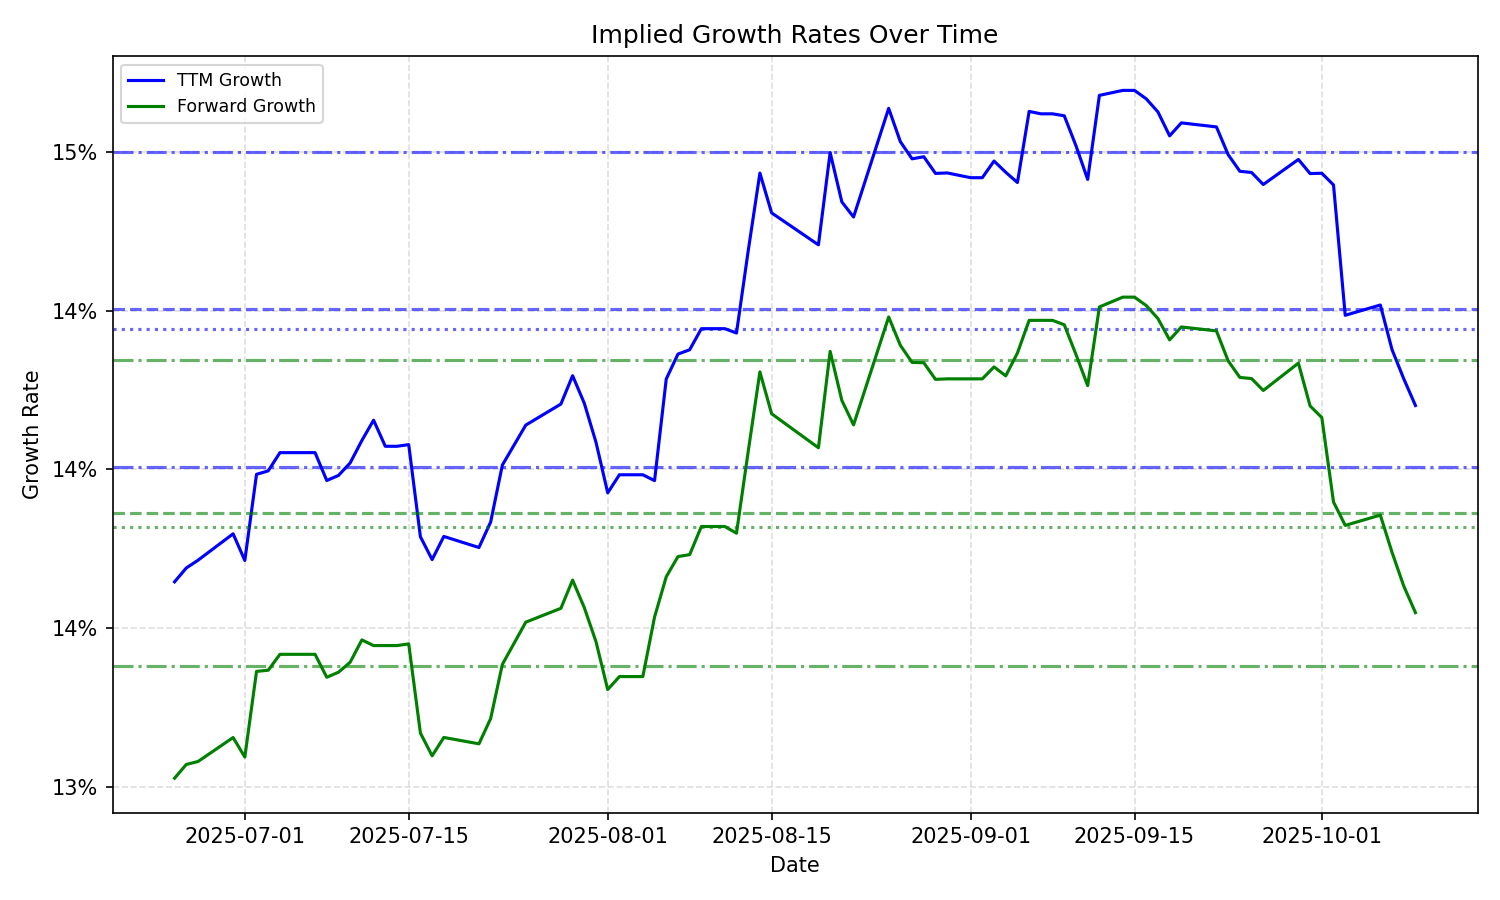 Implied Growth Rates Over Time
TTM Growth
Forward Growth
15%
14%
14%
14%
13%
Growth Rate
2025-07-01
2025-07-15
2025-08-01
2025-08-15
2025-09-01
2025-09-15
2025-10-01
Date